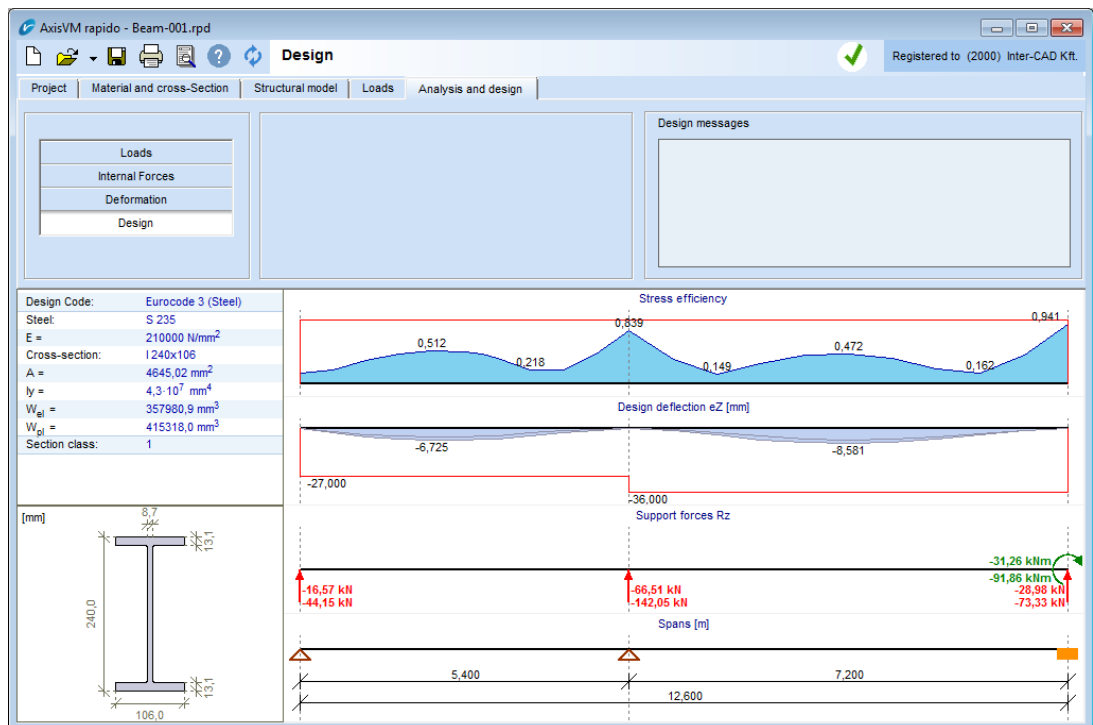 AxisVM rapido - Beam-001.rpd
Design
Registered to (2000) Inter-CAD Kft.
Project
Material and cross-Section
Structural model
Loads
Analysis and design
Loads
Internal Forces
Deformation
Design
Design messages
Design Code: Eurocode 3 (Steel)
Steel: S 235
E = 210000 N/mm²
Cross-section: I 240x106
A = 4645,02 mm²
Iy = 4,3·10⁷ mm⁴
Wel = 357980,9 mm³
Wpl = 415318,0 mm³
Section class: 1
[mm]
8,7
13,1
240,0
13,1
106,0
Stress efficiency
0,512
0,218
0,839
0,149
0,472
0,162
0,941
Design deflection eZ [mm]
-6,725
-8,581
-27,000
-36,000
Support forces Rz
-31,26 kNm
-91,86 kNm
-16,57 kN
-66,51 kN
-28,98 kN
-44,15 kN
-142,05 kN
-73,33 kN
Spans [m]
5,400
7,200
12,600